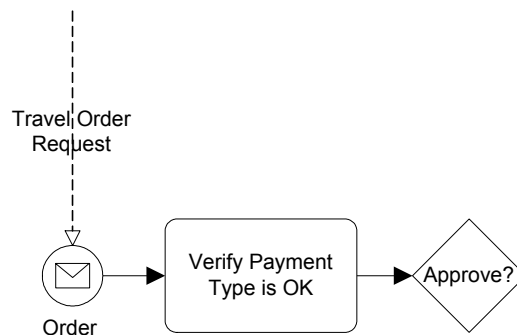 Travel Order
Request
Verify Payment
Type is OK
Approve?
Order